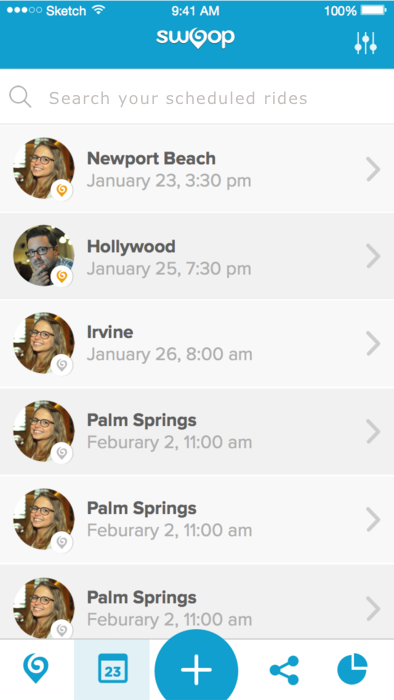 Sketch 9:41 AM 100%
swoop
Search your scheduled rides
Newport Beach
January 23, 3:30 pm
Hollywood
January 25, 7:30 pm
Irvine
January 26, 8:00 am
Palm Springs
Feburary 2, 11:00 am
Palm Springs
Feburary 2, 11:00 am
Palm Springs
Feburary 2, 11:00 am
23